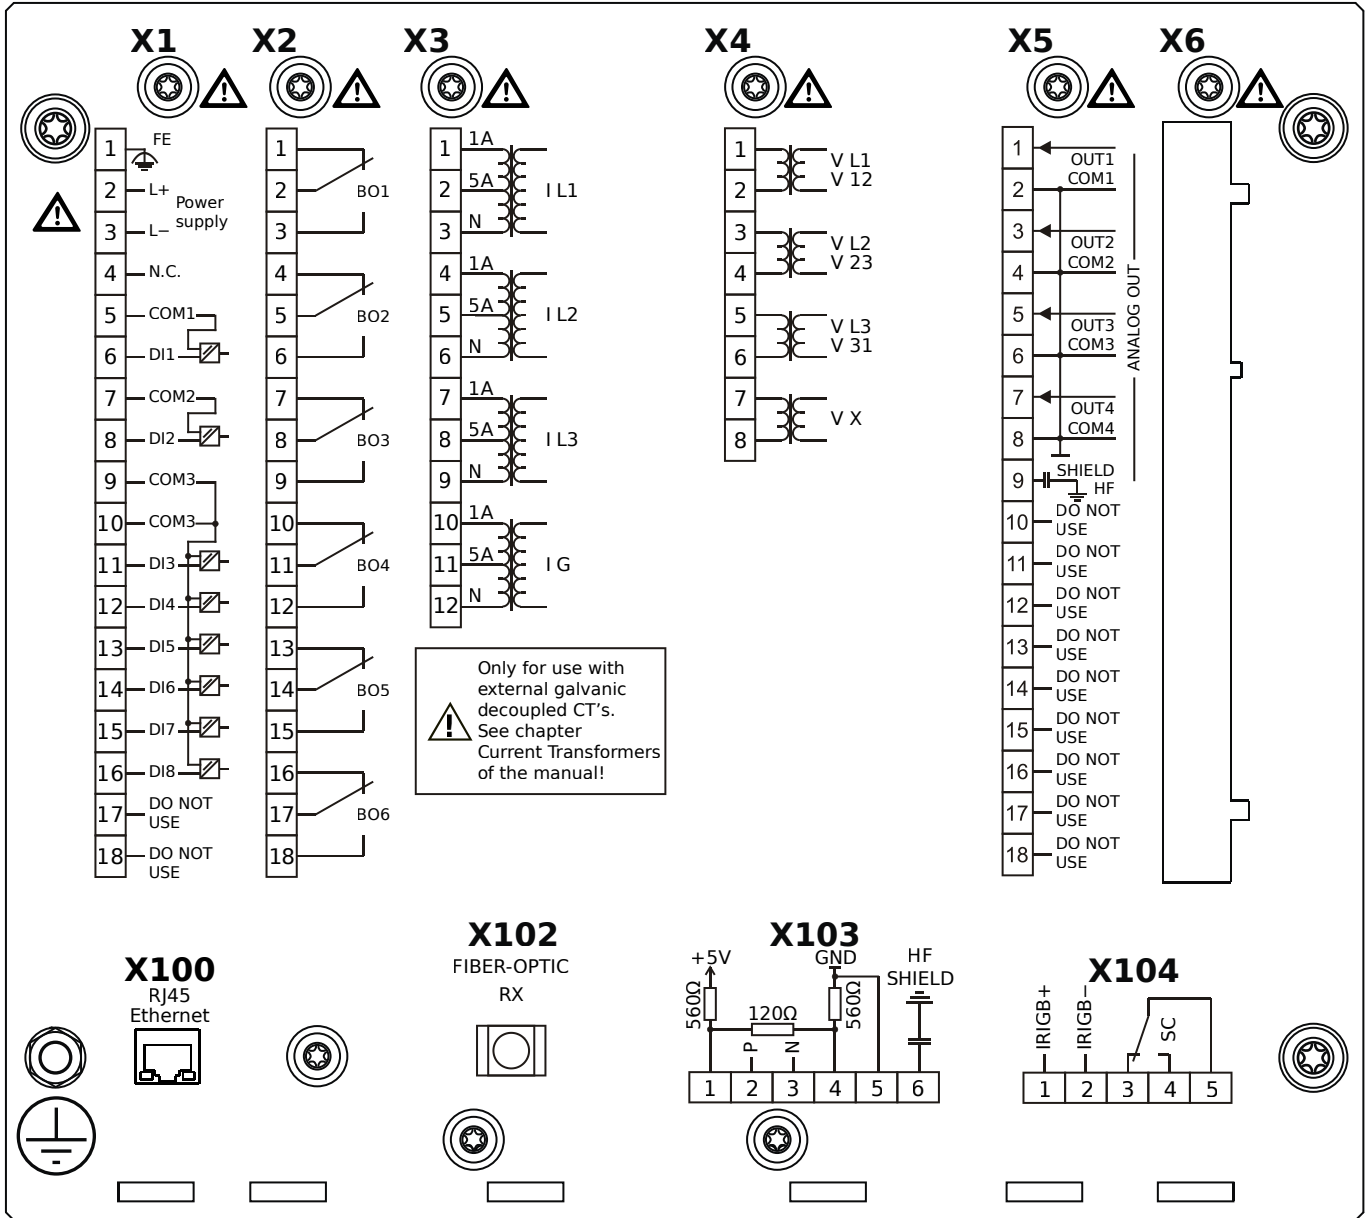 X1 X2 X3 X4 X5 X6
1 FE
2 L+
Power
supply
3 L−
4 N.C.
5 COM1
6 DI1
7 COM2
8 DI2
9 COM3
10 COM3
11 DI3
12 DI4
13 DI5
14 DI6
15 DI7
16 DI8
17 DO NOT
USE
18 DO NOT
USE
1
2 BO1
3
4
5 BO2
6
7
8 BO3
9
10
11 BO4
12
13
14 BO5
15
16
17 BO6
18
1 1A
2 5A I L1
3 N
4 1A
5 5A I L2
6 N
7 1A
8 5A I L3
9 N
10 1A
11 5A I G
12 N
Only for use with
external galvanic
decoupled CT's.
See chapter
Current Transformers
of the manual!
1 V L1
2 V 12
3 V L2
4 V 23
5 V L3
6 V 31
7 V X
8
1 OUT1
2 COM1
3 OUT2
4 COM2
5 OUT3
6 COM3
7 OUT4
8 COM4
ANALOG OUT
9 SHIELD
HF
10 DO NOT
USE
11 DO NOT
USE
12 DO NOT
USE
13 DO NOT
USE
14 DO NOT
USE
15 DO NOT
USE
16 DO NOT
USE
17 DO NOT
USE
18 DO NOT
USE
X100
RJ45
Ethernet
X102
FIBER-OPTIC
RX
X103
+5V GND HF
SHIELD
560Ω 120Ω 560Ω
P N
1 2 3 4 5 6
X104
IRIGB+ IRIGB− SC
1 2 3 4 5